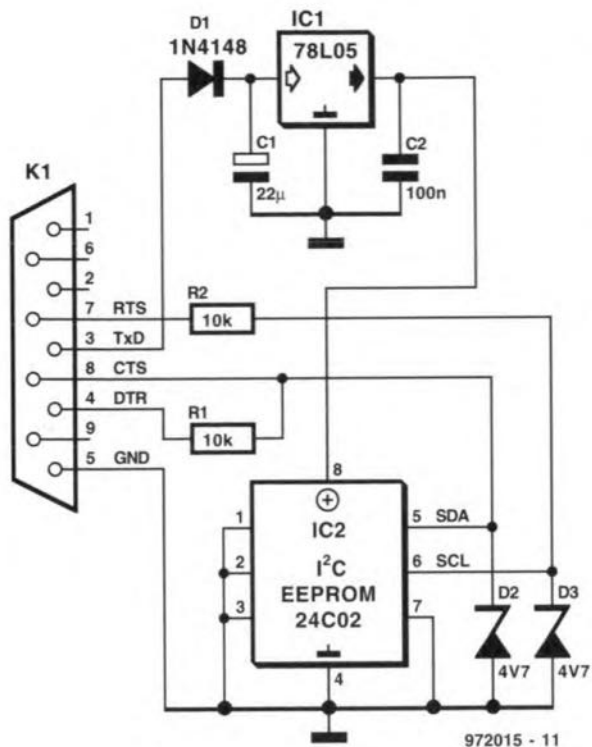 D1
1N4148
IC1
78L05
C1
22µ
C2
100n
K1
1
6
2
7 RTS
3 TxD
8 CTS
4 DTR
9
5 GND
R2
10k
R1
10k
8
1
2
3
IC2
I²C
EEPROM
24C02
5 SDA
6 SCL
7
4
D2
4V7
D3
4V7
972015 - 11